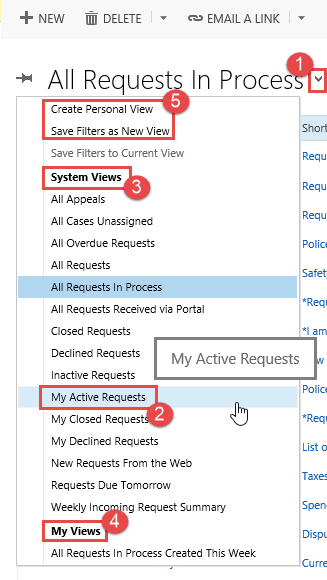 NEW DELETE EMAIL A LINK
1
All Requests In Process
5
Create Personal View
Save Filters as New View
Save Filters to Current View
System Views
3
All Appeals
All Cases Unassigned
All Overdue Requests
All Requests
All Requests In Process
All Requests Received via Portal
Closed Requests
Declined Requests
My Active Requests
Inactive Requests
My Active Requests
2
My Closed Requests
My Declined Requests
New Requests From the Web
Requests Due Tomorrow
Weekly Incoming Request Summary
4
My Views
All Requests In Process Created This Week
Short
Requ
Requ
Requ
Police
Safety
*Requ
*I am
Police
*Requ
List o
Taxes
Spen
Dispu
Curre